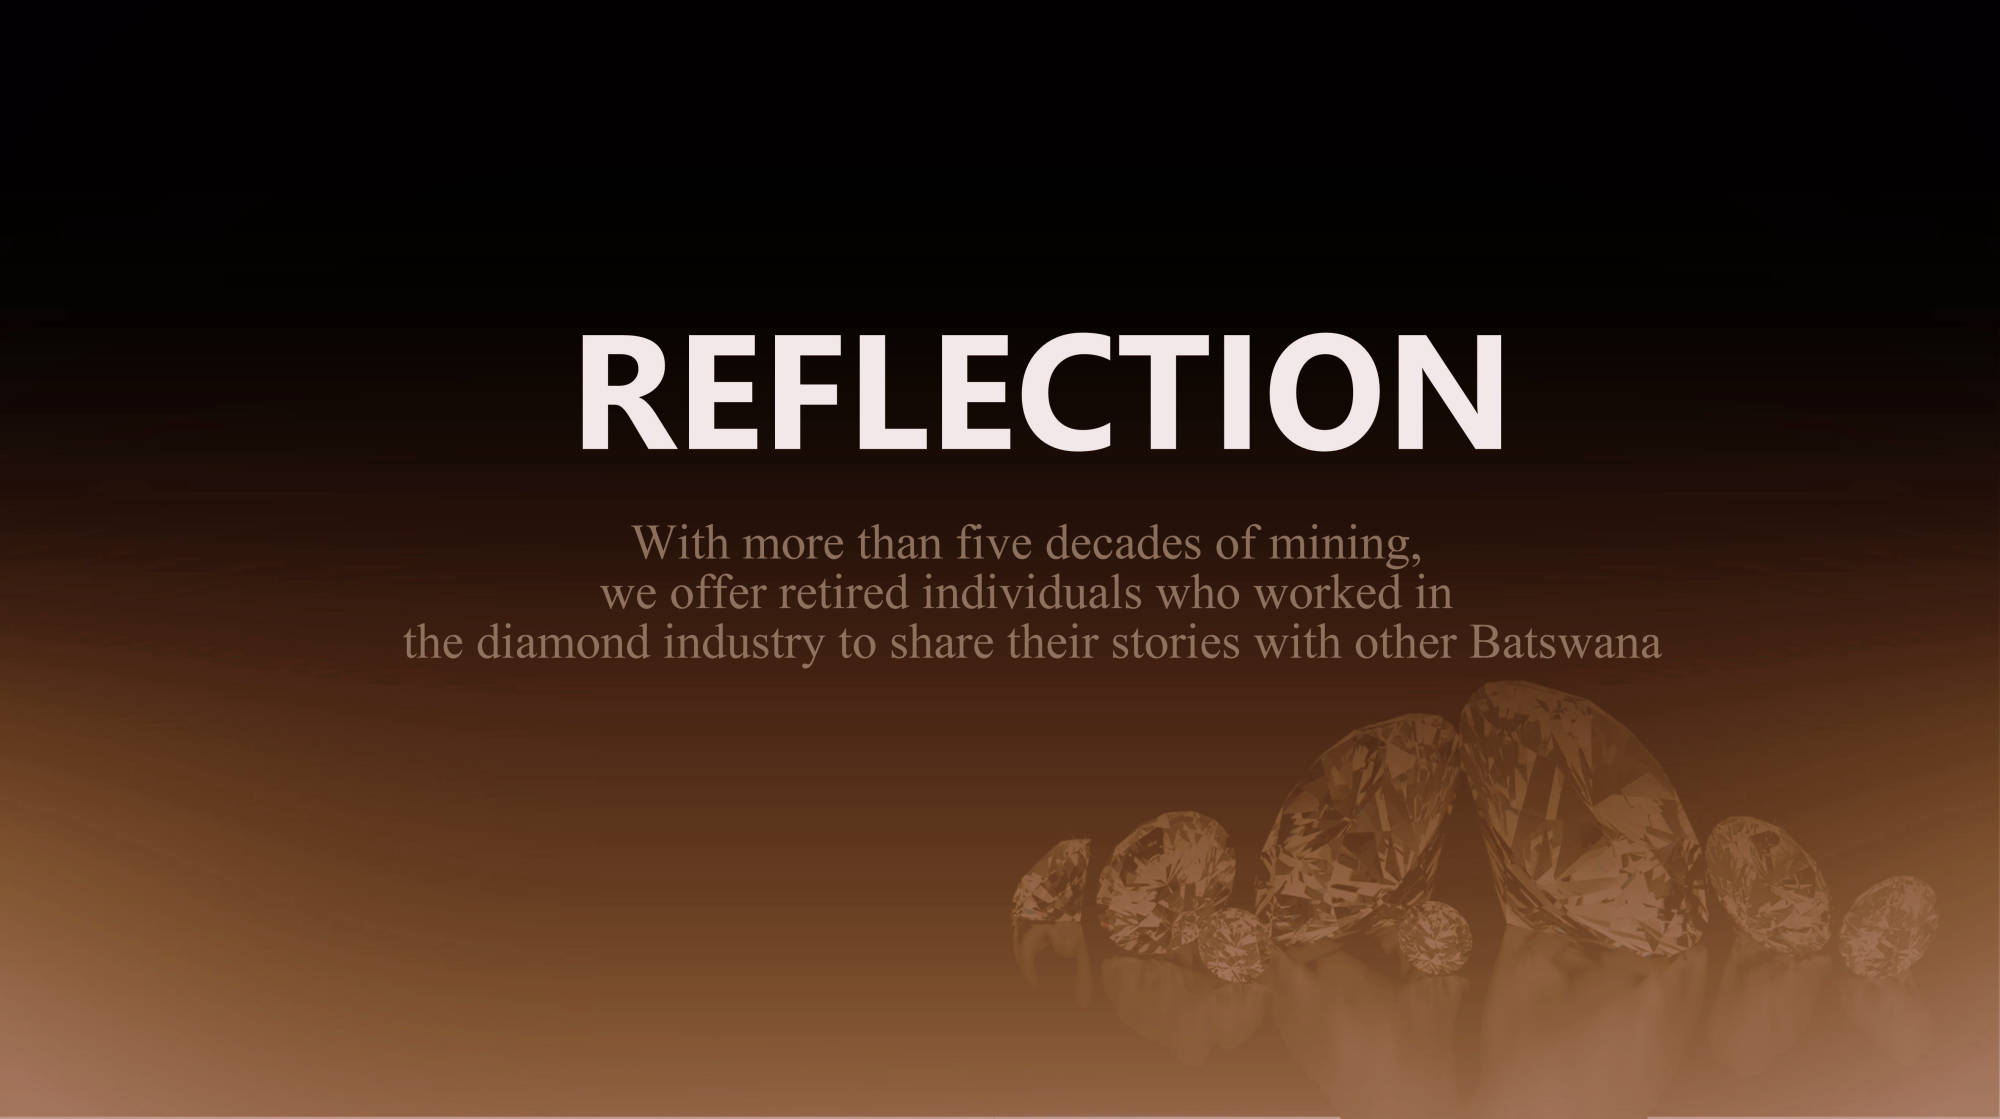 REFLECTION
With more than five decades of mining,
we offer retired individuals who worked in
the diamond industry to share their stories with other Batswana